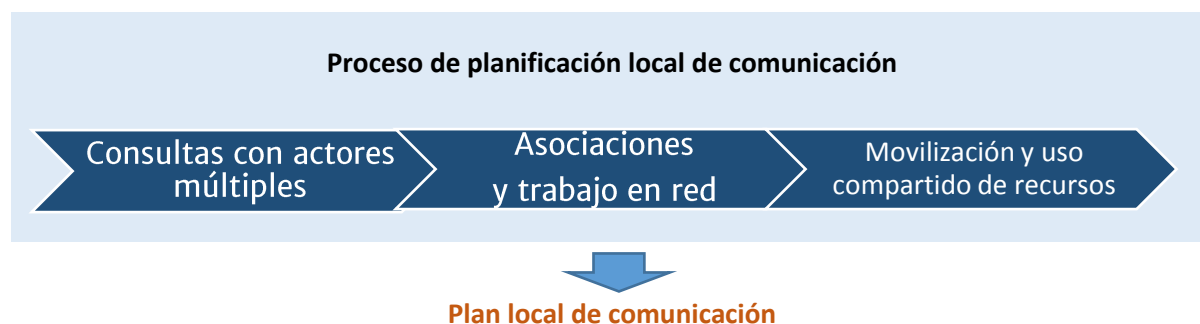 Proceso de planificación local de comunicación
Consultas con actores
múltiples
Asociaciones
y trabajo en red
Movilización y uso
compartido de recursos
Plan local de comunicación